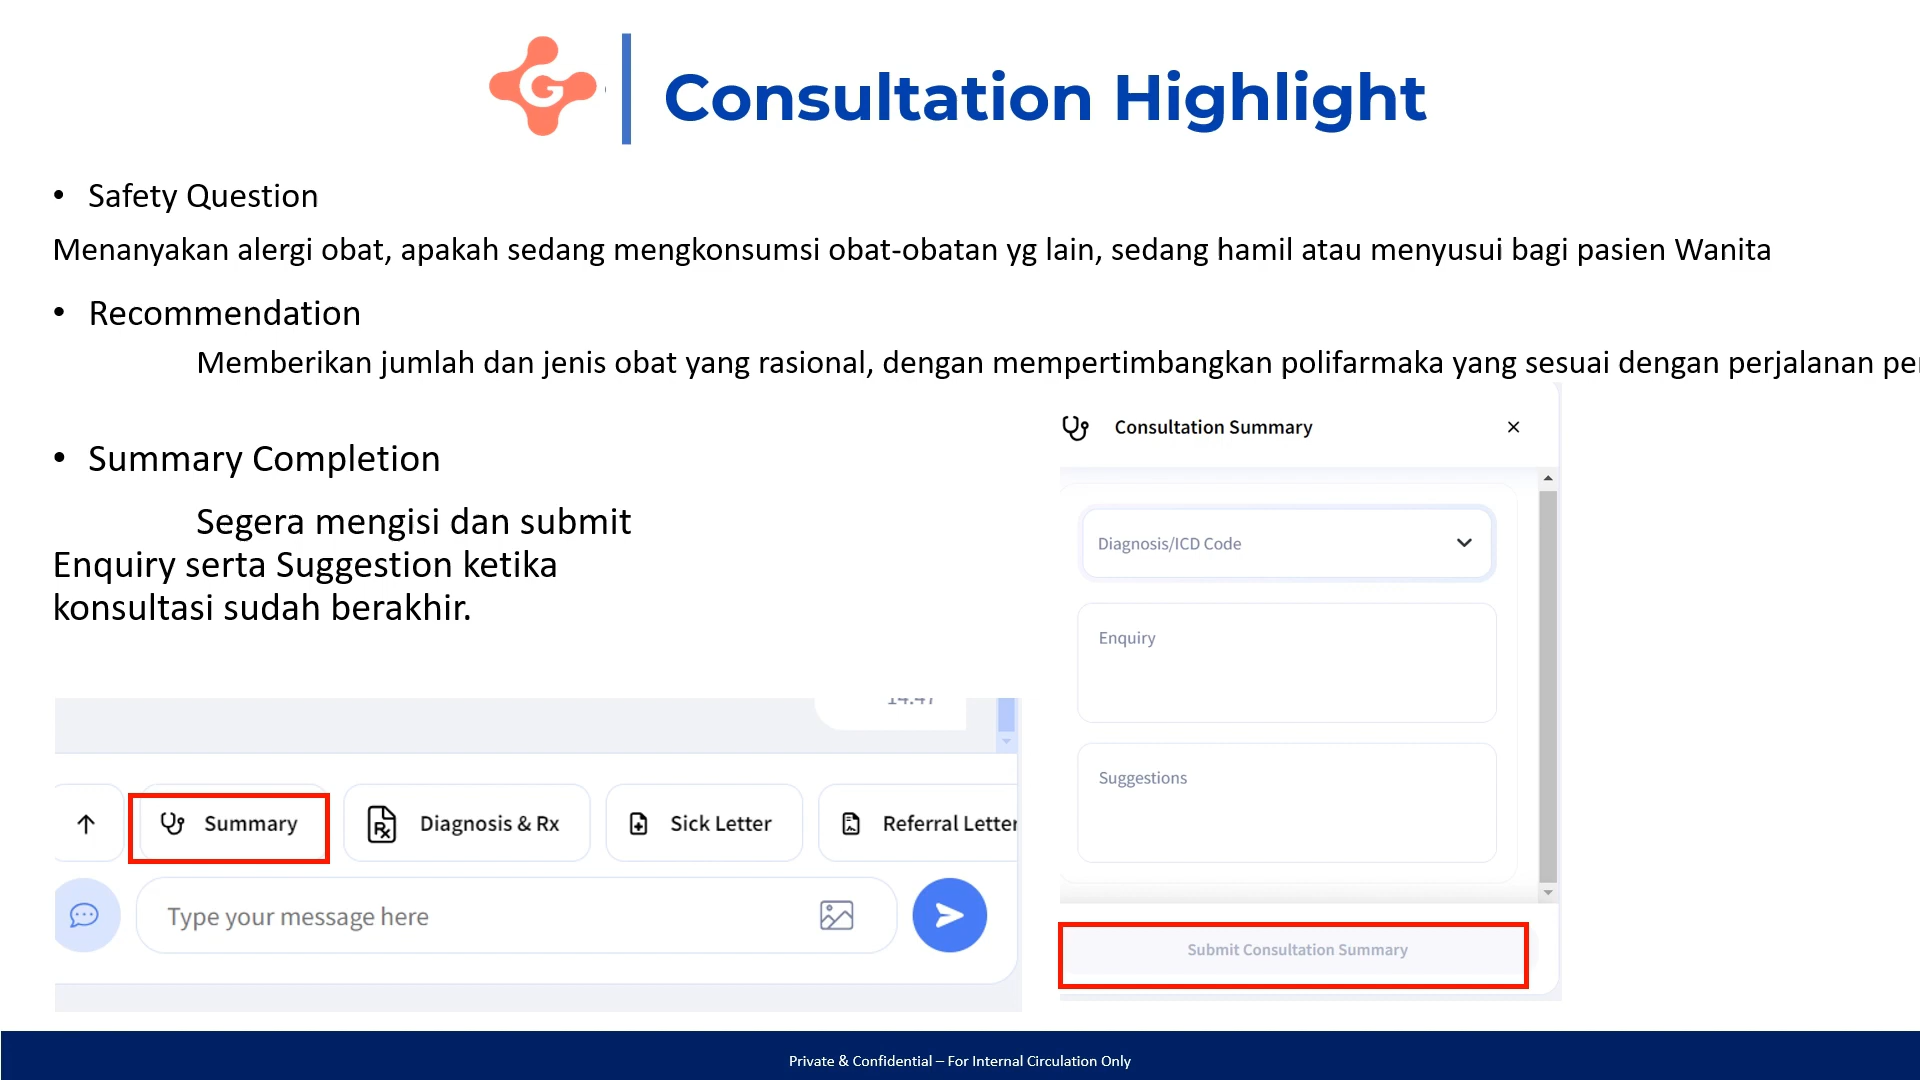 Consultation Highlight
• Safety Question
Menanyakan alergi obat, apakah sedang mengkonsumsi obat-obatan yg lain, sedang hamil atau menyusui bagi pasien Wanita
• Recommendation
Memberikan jumlah dan jenis obat yang rasional, dengan mempertimbangkan polifarmaka yang sesuai dengan perjalanan
• Summary Completion
Segera mengisi dan submit
Enquiry serta Suggestion ketika
konsultasi sudah berakhir.
Consultation Summary
Diagnosis/ICD Code
Enquiry
Suggestions
Submit Consultation Summary
14.47
Summary
Diagnosis & Rx
Sick Letter
Referral Letter
Type your message here
Private & Confidential – For Internal Circulation Only